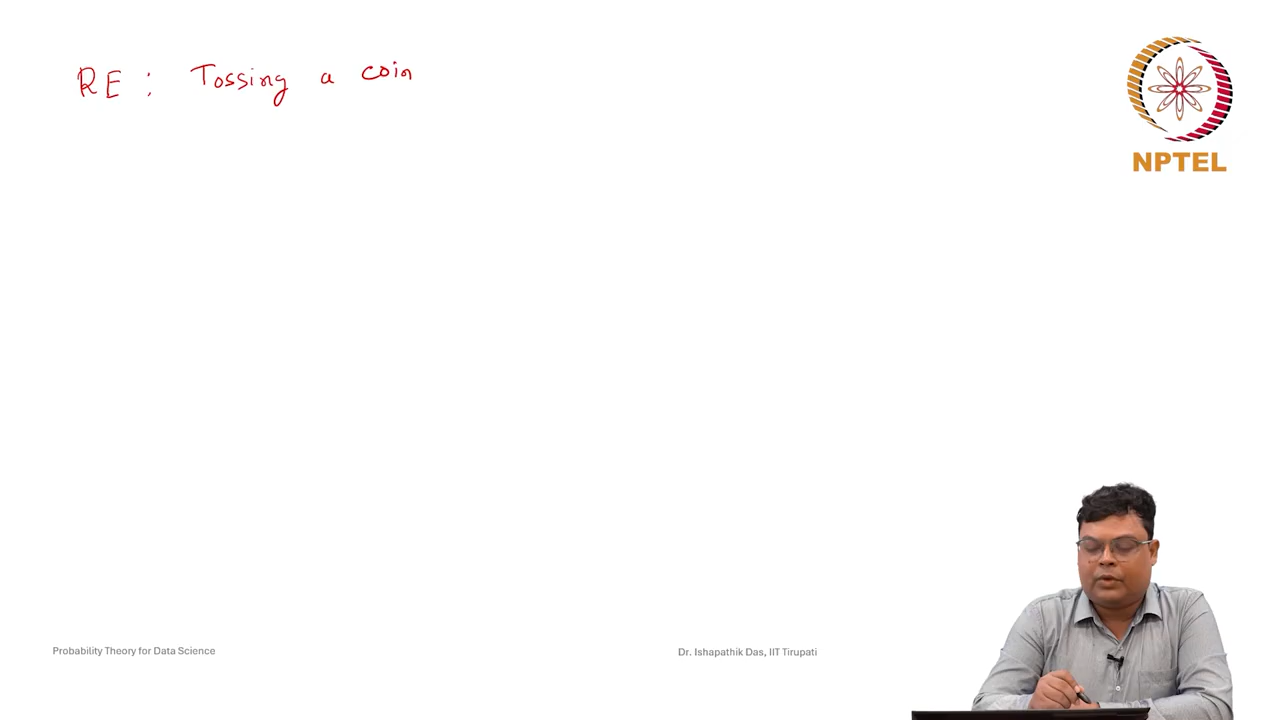 RE : Tossing a coin
NPTEL
Probability Theory for Data Science
Dr. Ishapathik Das, IIT Tirupati